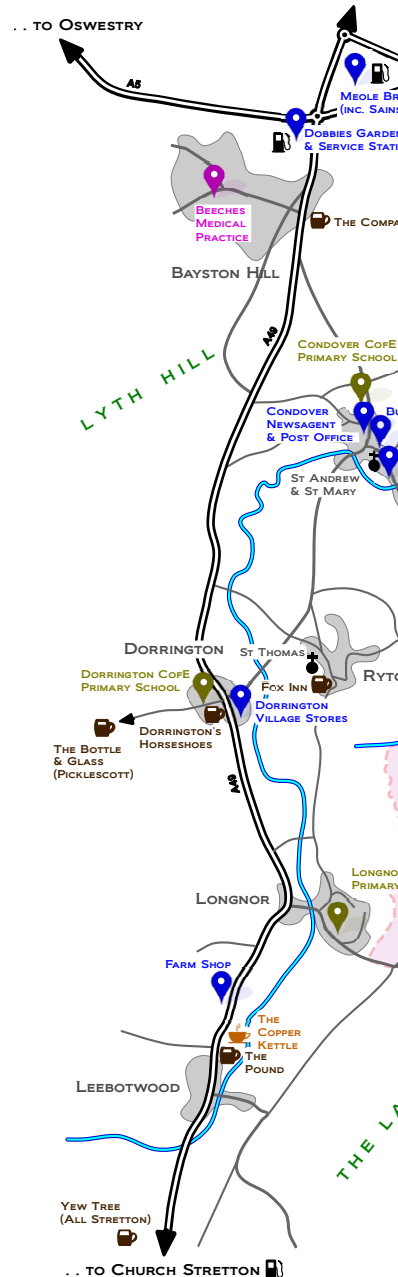 . . to Oswestry
A5
Meole Br
(inc. Sains
Dobbies Garden
& Service Stati
Beeches
Medical
Practice
The Compa
Bayston Hill
A49
Condover CofE
Primary School
LYTH HILL
Condover
Newsagent
& Post Office
Bu
St Andrew
& St Mary
Dorrington
St Thomas
Dorrington CofE
Primary School
Fox Inn
Ryto
Dorrington
Village Stores
Dorrington's
Horseshoes
The Bottle
& Glass
(Picklescott)
A49
Longno
Primary
Longnor
Farm Shop
The
Copper
Kettle
The
Pound
Leebotwood
THE LA
Yew Tree
(All Stretton)
. . to Church Stretton